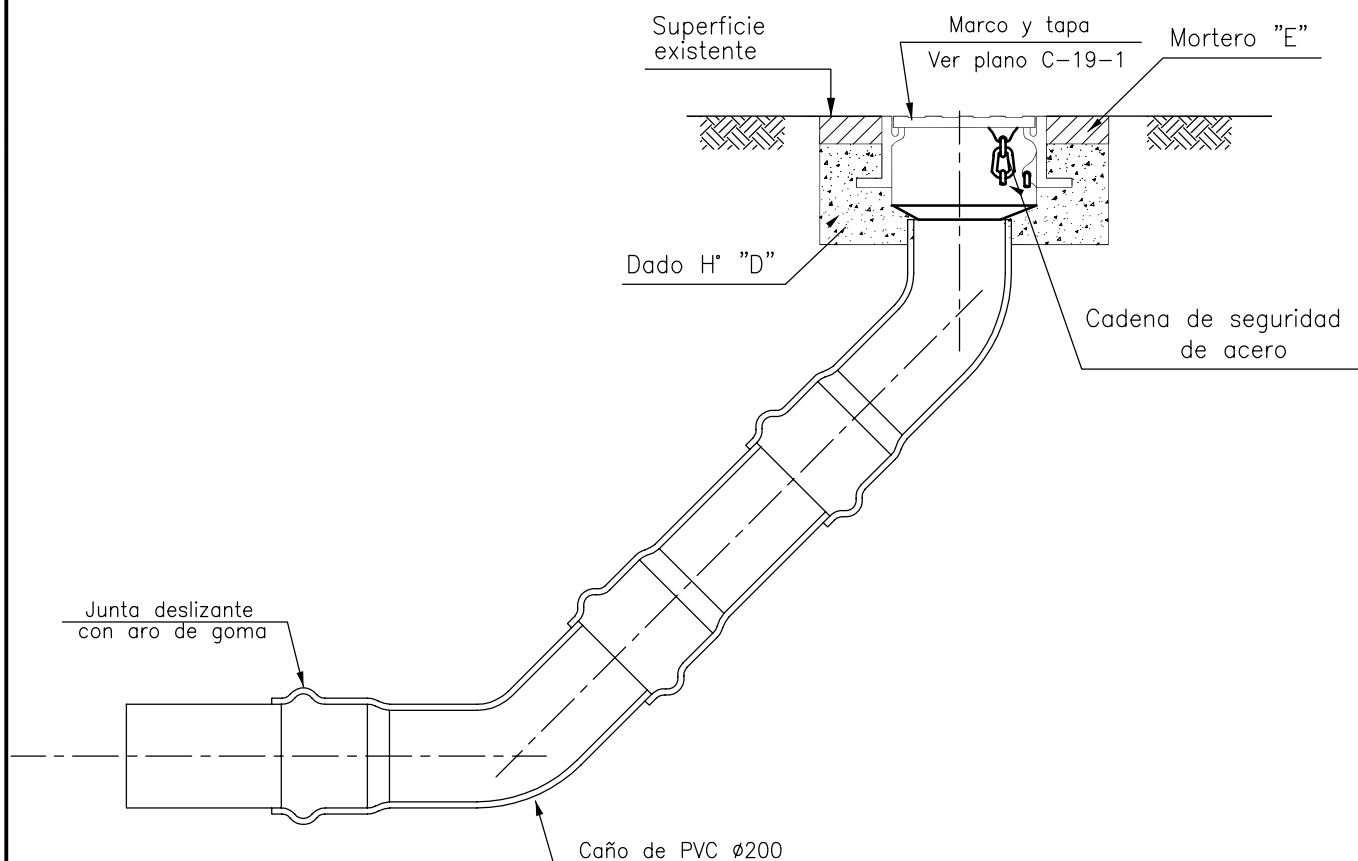 Superficie
existente
Marco y tapa
Ver plano C-19-1
Mortero "E"
Dado H° "D"
Cadena de seguridad
de acero
Junta deslizante
con aro de goma
Caño de PVC ø200